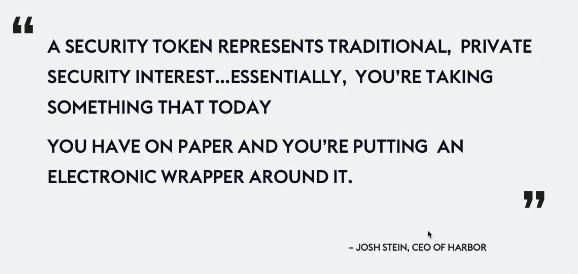 “
A SECURITY TOKEN REPRESENTS TRADITIONAL, PRIVATE
SECURITY INTEREST...ESSENTIALLY, YOU’RE TAKING
SOMETHING THAT TODAY
YOU HAVE ON PAPER AND YOU’RE PUTTING AN
ELECTRONIC WRAPPER AROUND IT.
”
– JOSH STEIN, CEO OF HARBOR